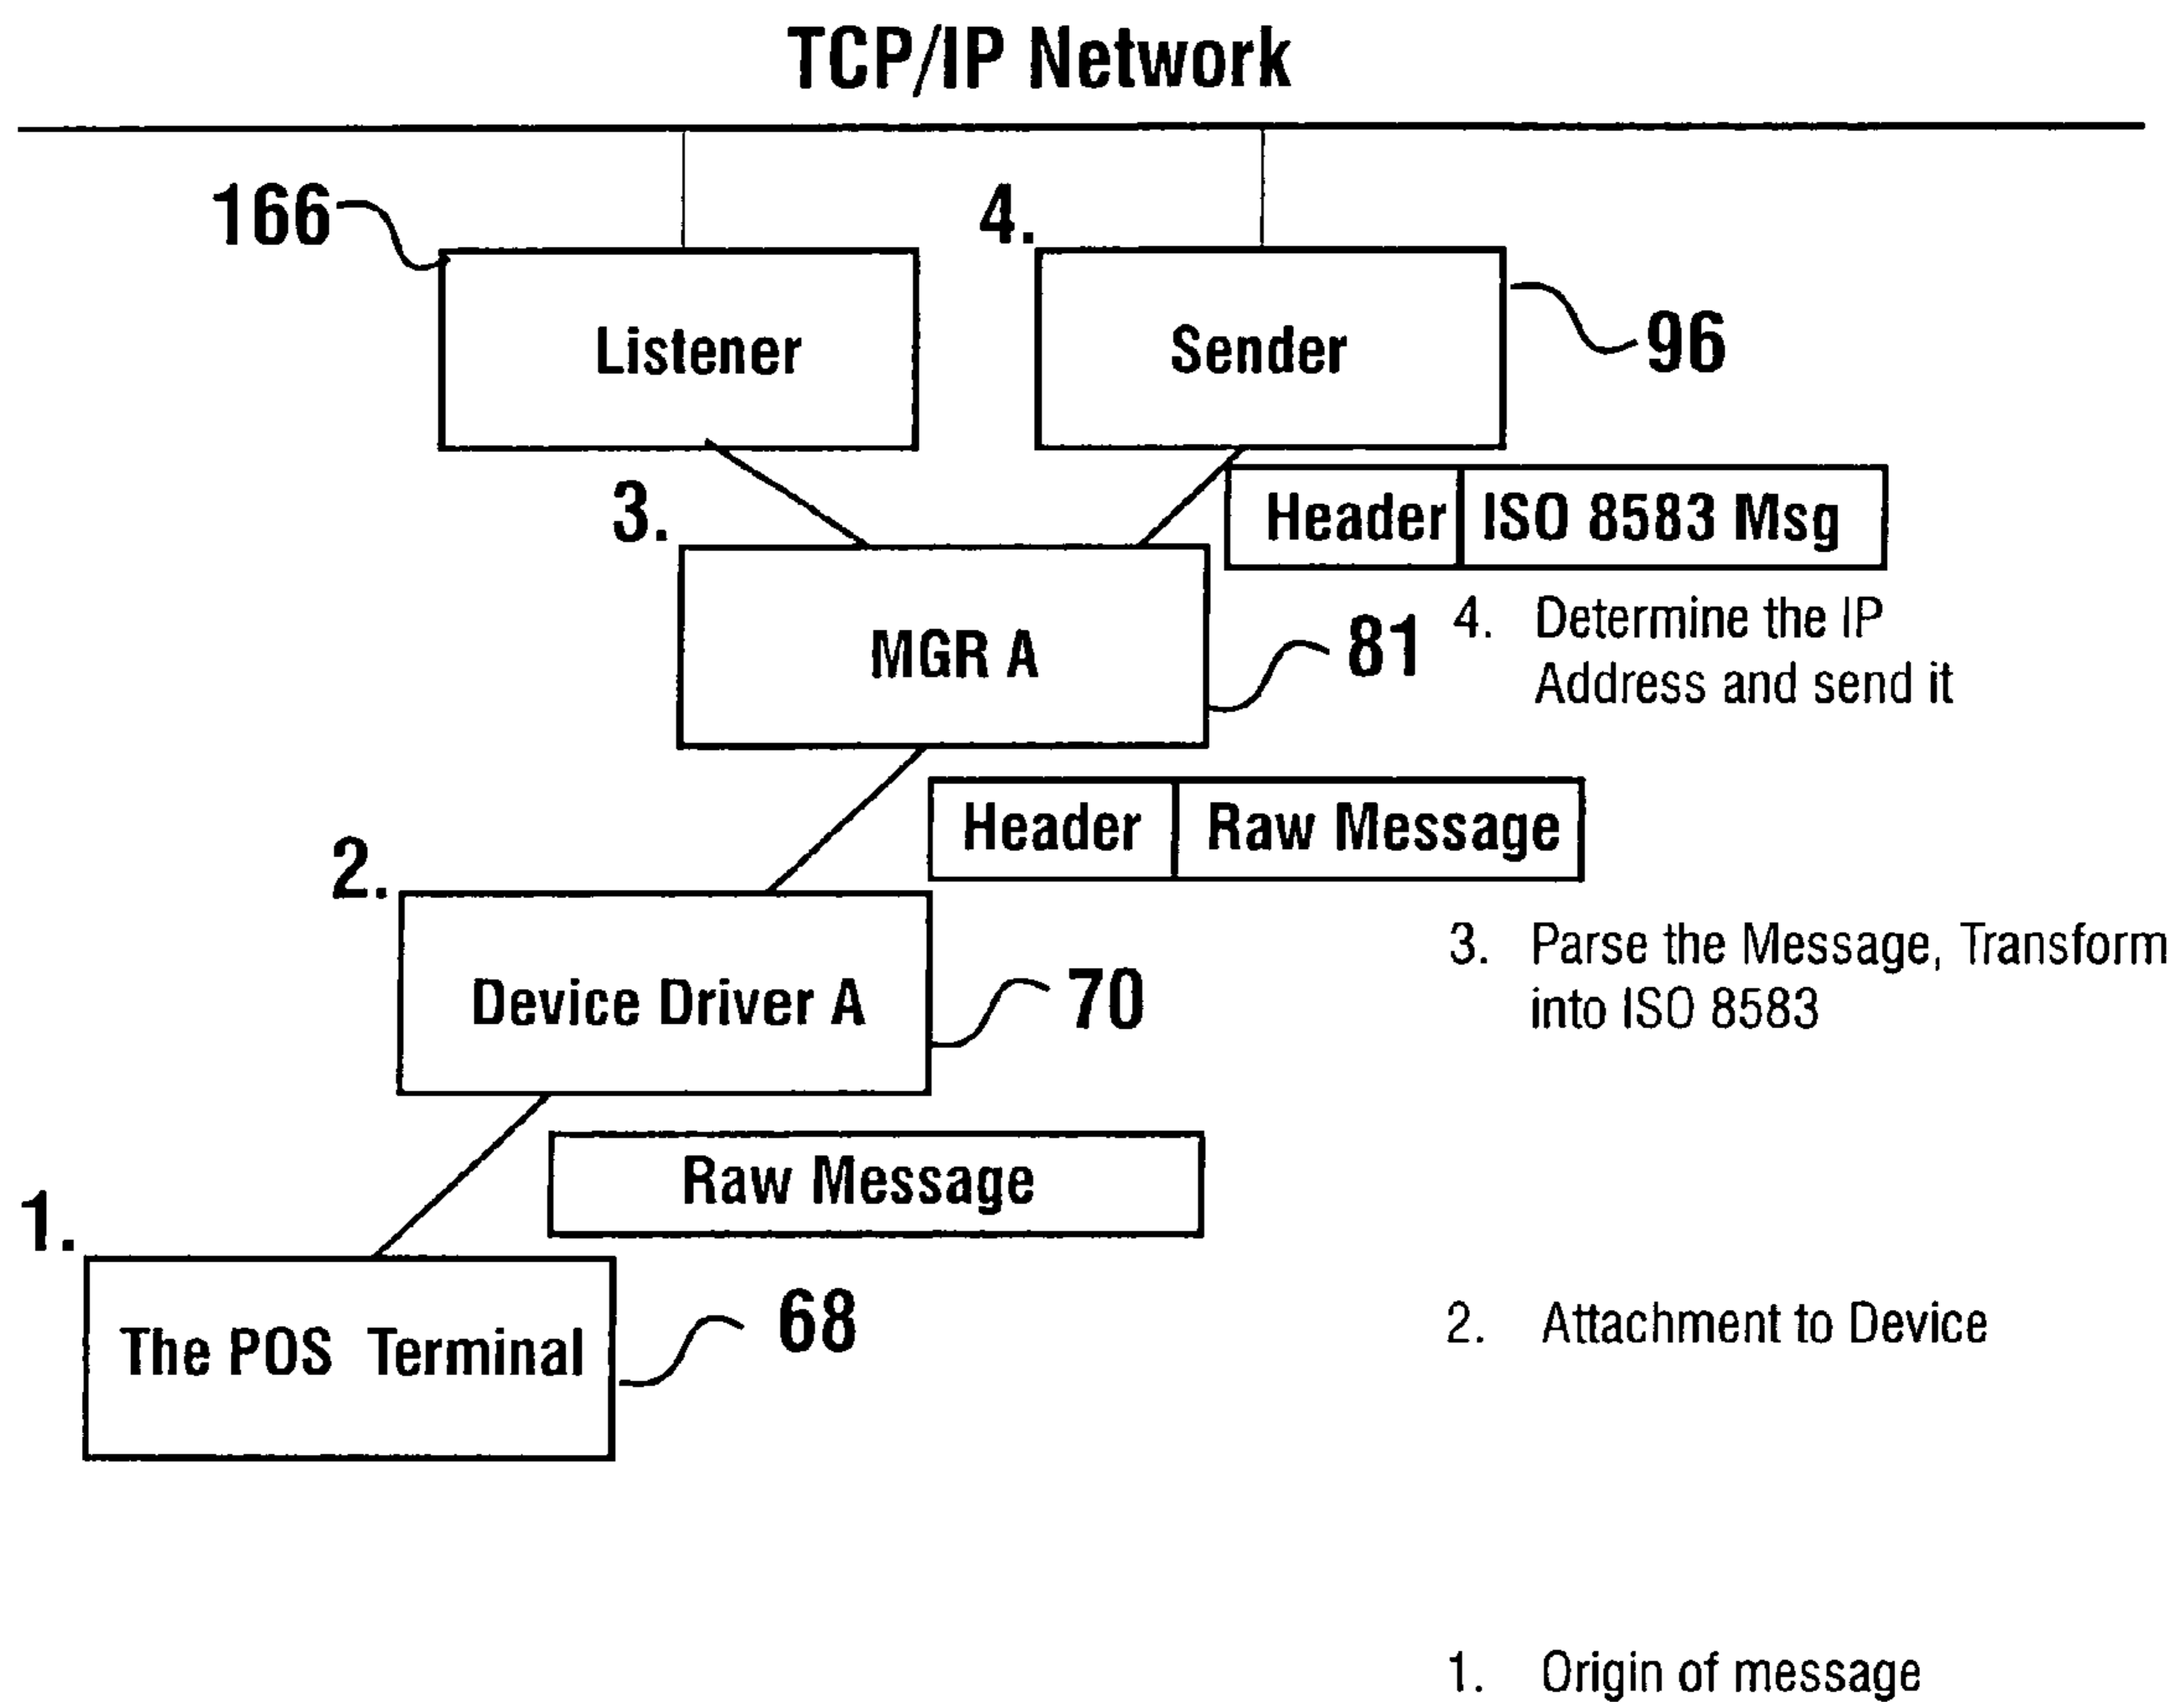 TCP/IP Network
166
4.
Listener
Sender
96
3.
Header
ISO 8583 Msg
MGR A
81
4. Determine the IP
Address and send it
Header
Raw Message
2.
Device Driver A
70
3. Parse the Message, Transform
into ISO 8583
Raw Message
1.
The POS Terminal
68
2. Attachment to Device
1. Origin of message